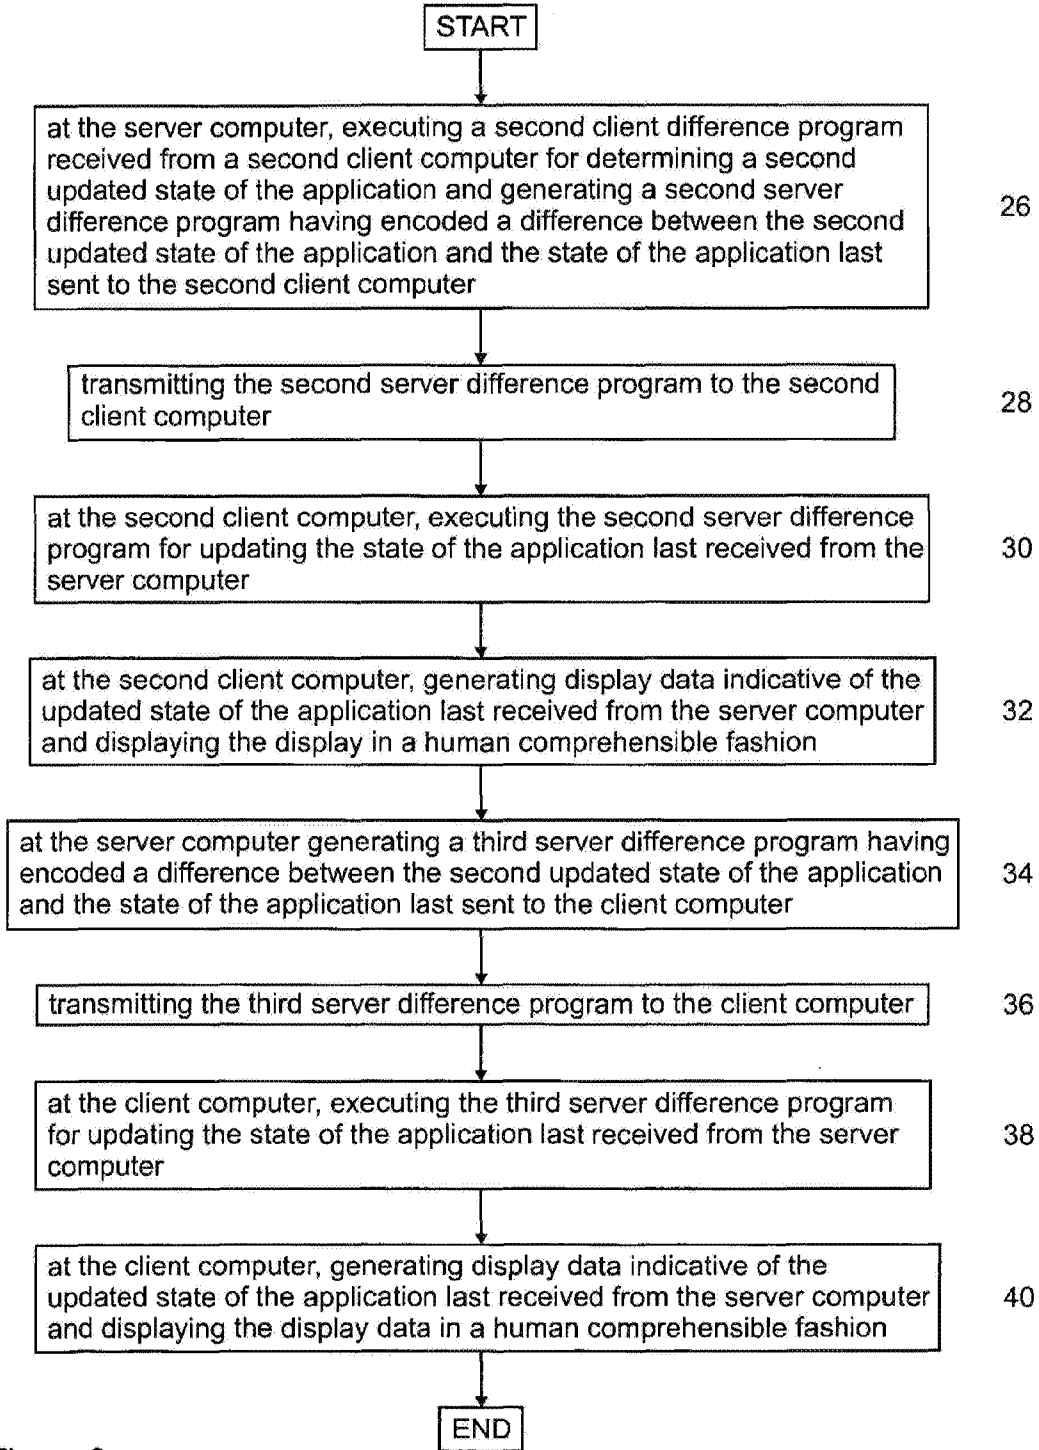 START
at the server computer, executing a second client difference program
received from a second client computer for determining a second
updated state of the application and generating a second server
difference program having encoded a difference between the second
updated state of the application and the state of the application last
sent to the second client computer
26
transmitting the second server difference program to the second
client computer
28
at the second client computer, executing the second server difference
program for updating the state of the application last received from the
server computer
30
at the second client computer, generating display data indicative of the
updated state of the application last received from the server computer
and displaying the display in a human comprehensible fashion
32
at the server computer generating a third server difference program having
encoded a difference between the second updated state of the application
and the state of the application last sent to the client computer
34
transmitting the third server difference program to the client computer
36
at the client computer, executing the third server difference program
for updating the state of the application last received from the server
computer
38
at the client computer, generating display data indicative of the
updated state of the application last received from the server computer
and displaying the display data in a human comprehensible fashion
40
END